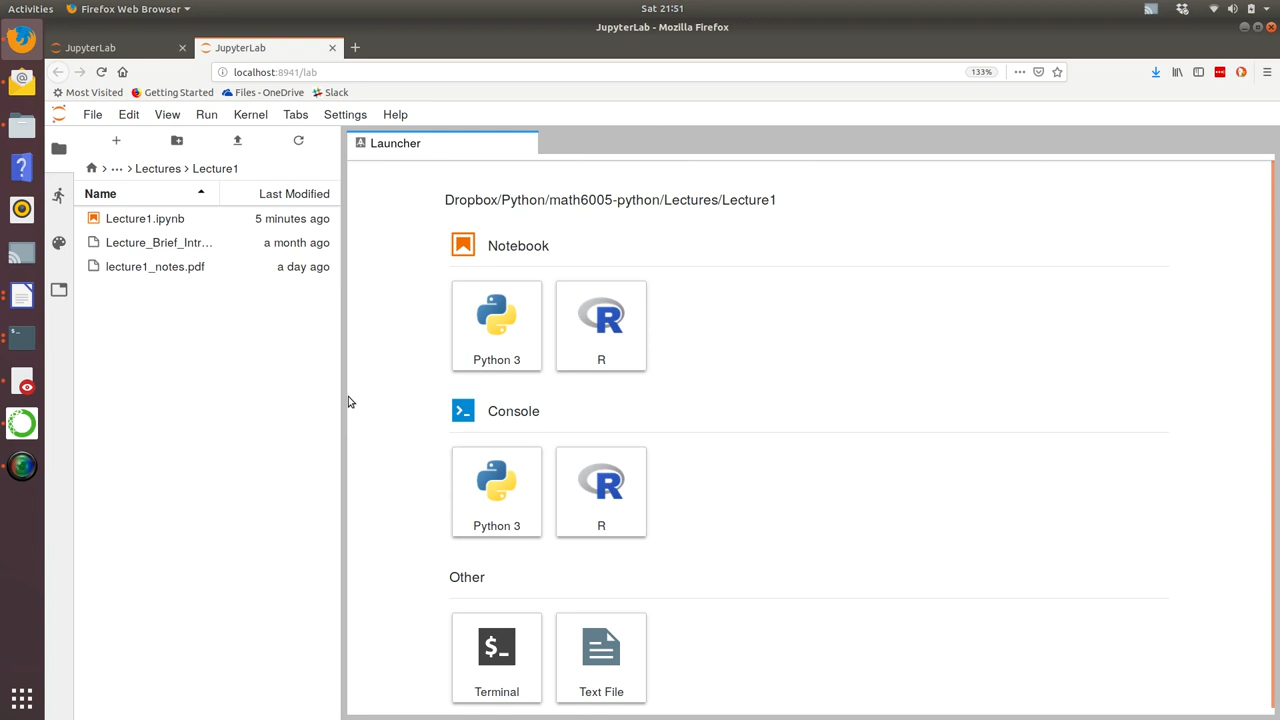 Activities Firefox Web Browser Sat 21:51
JupyterLab - Mozilla Firefox
JupyterLab JupyterLab
localhost:8941/lab 133%
Most Visited Getting Started Files - OneDrive Slack
File Edit View Run Kernel Tabs Settings Help
Launcher
... > Lectures > Lecture1
Name Last Modified
Lecture1.ipynb 5 minutes ago
Lecture_Brief_Intr... a month ago
lecture1_notes.pdf a day ago
Dropbox/Python/math6005-python/Lectures/Lecture1
Notebook
Python 3 R
Console
Python 3 R
Other
$_
Terminal Text File